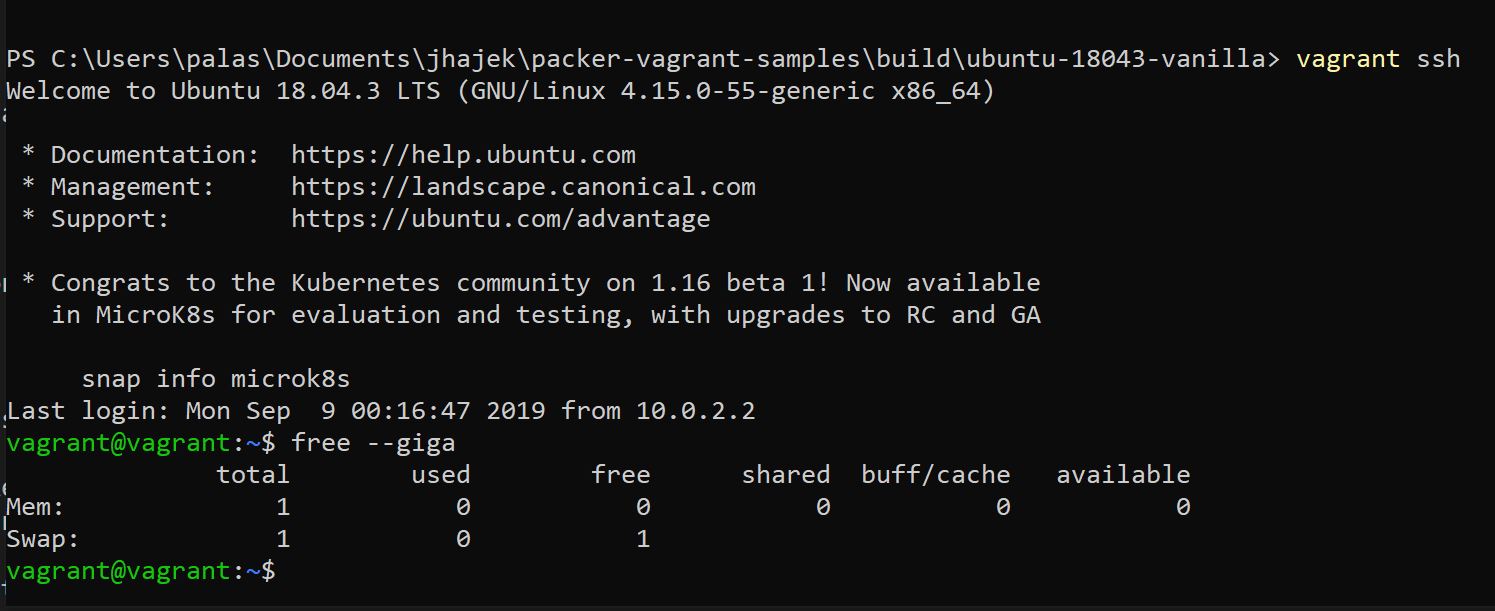 PS C:\Users\palas\Documents\jhajek\packer-vagrant-samples\build\ubuntu-18043-vanilla> vagrant ssh
Welcome to Ubuntu 18.04.3 LTS (GNU/Linux 4.15.0-55-generic x86_64)
 * Documentation:  https://help.ubuntu.com
 * Management:     https://landscape.canonical.com
 * Support:        https://ubuntu.com/advantage
 * Congrats to the Kubernetes community on 1.16 beta 1! Now available
   in MicroK8s for evaluation and testing, with upgrades to RC and GA
     snap info microk8s
Last login: Mon Sep  9 00:16:47 2019 from 10.0.2.2
vagrant@vagrant:~$ free --giga
              total        used        free      shared  buff/cache   available
Mem:              1           0           0           0           0           0
Swap:             1           0           1
vagrant@vagrant:~$